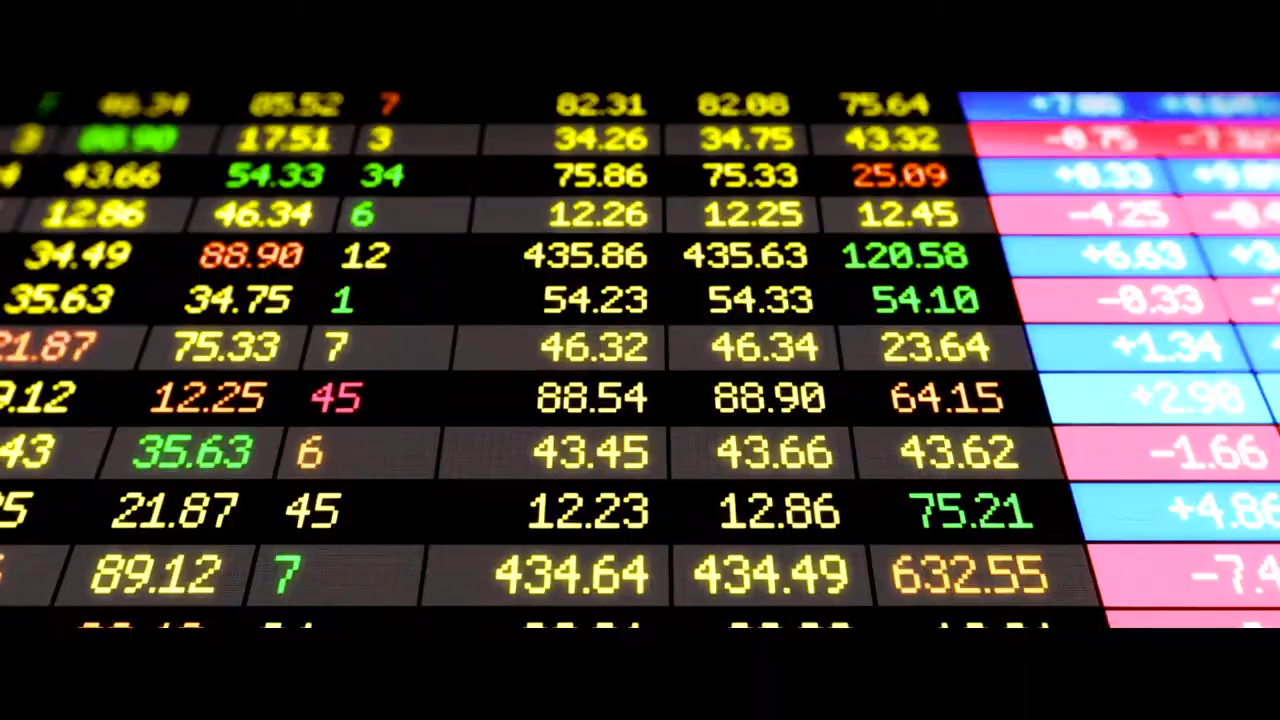 46.34 85.52 7 82.31 82.08 75.64
3 88.90 17.51 3 34.26 34.75 43.32 -0.75
43.66 54.33 34 75.86 75.33 25.09 +0.33
12.86 46.34 6 12.26 12.25 12.45 -4.25
34.49 88.90 12 435.86 435.63 120.58 +6.63
35.63 34.75 1 54.23 54.33 54.10 -0.33
21.87 75.33 7 46.32 46.34 23.64 +1.34
9.12 12.25 45 88.54 88.90 64.15 +2.90
43 35.63 6 43.45 43.66 43.62 -1.66
5 21.87 45 12.23 12.86 75.21 +4.86
89.12 7 434.64 434.49 632.55 -7.4